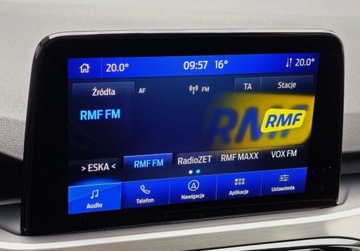 20.0° 09:57 16° 20.0°
Źródła AF FM TA Stacje
RMF FM
RMF RMF
> ESKA < RMF FM RadioZET RMF MAXX VOX FM
Audio Telefon Nawigacja Aplikacje Ustawienia